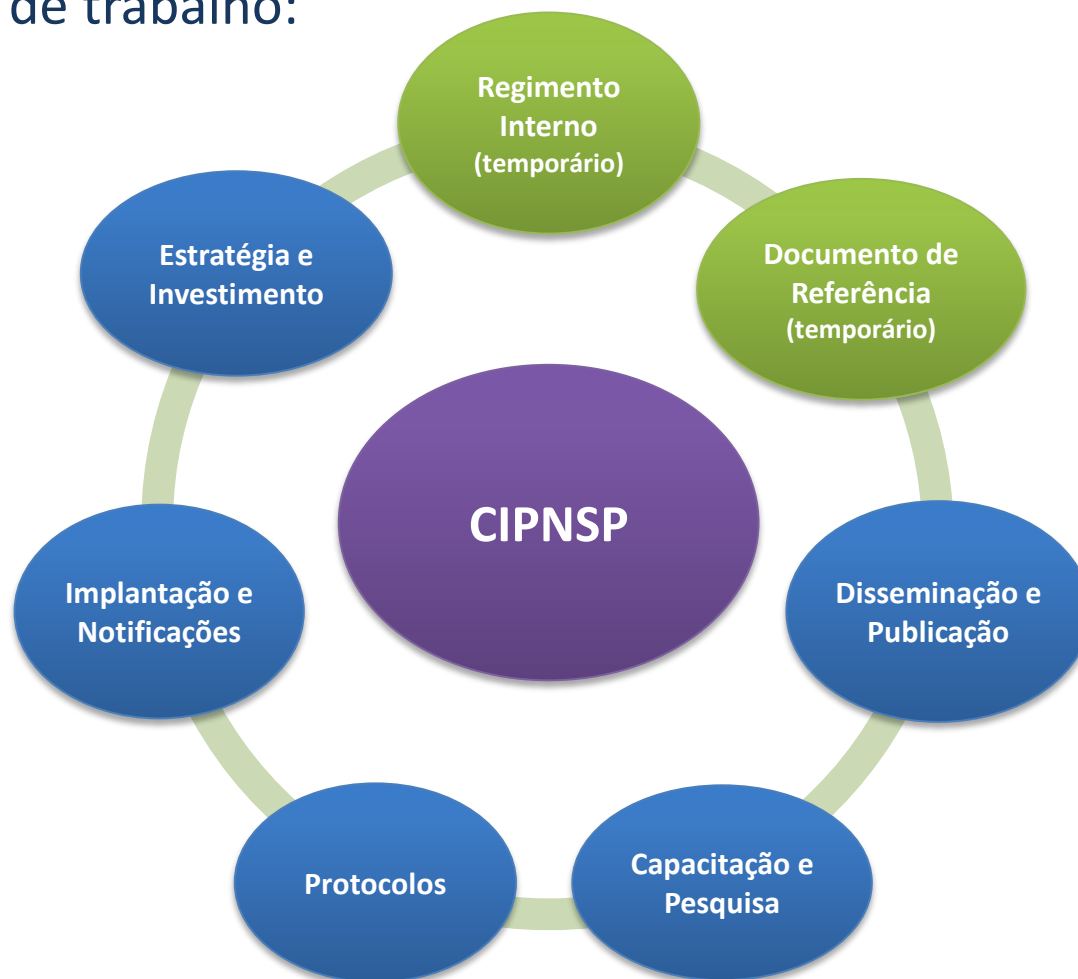 de trabalho:
Regimento
Interno
(temporário)
Documento de
Referência
(temporário)
Estratégia e
Investimento
CIPNSP
Implantação e
Notificações
Disseminação e
Publicação
Protocolos
Capacitação e
Pesquisa